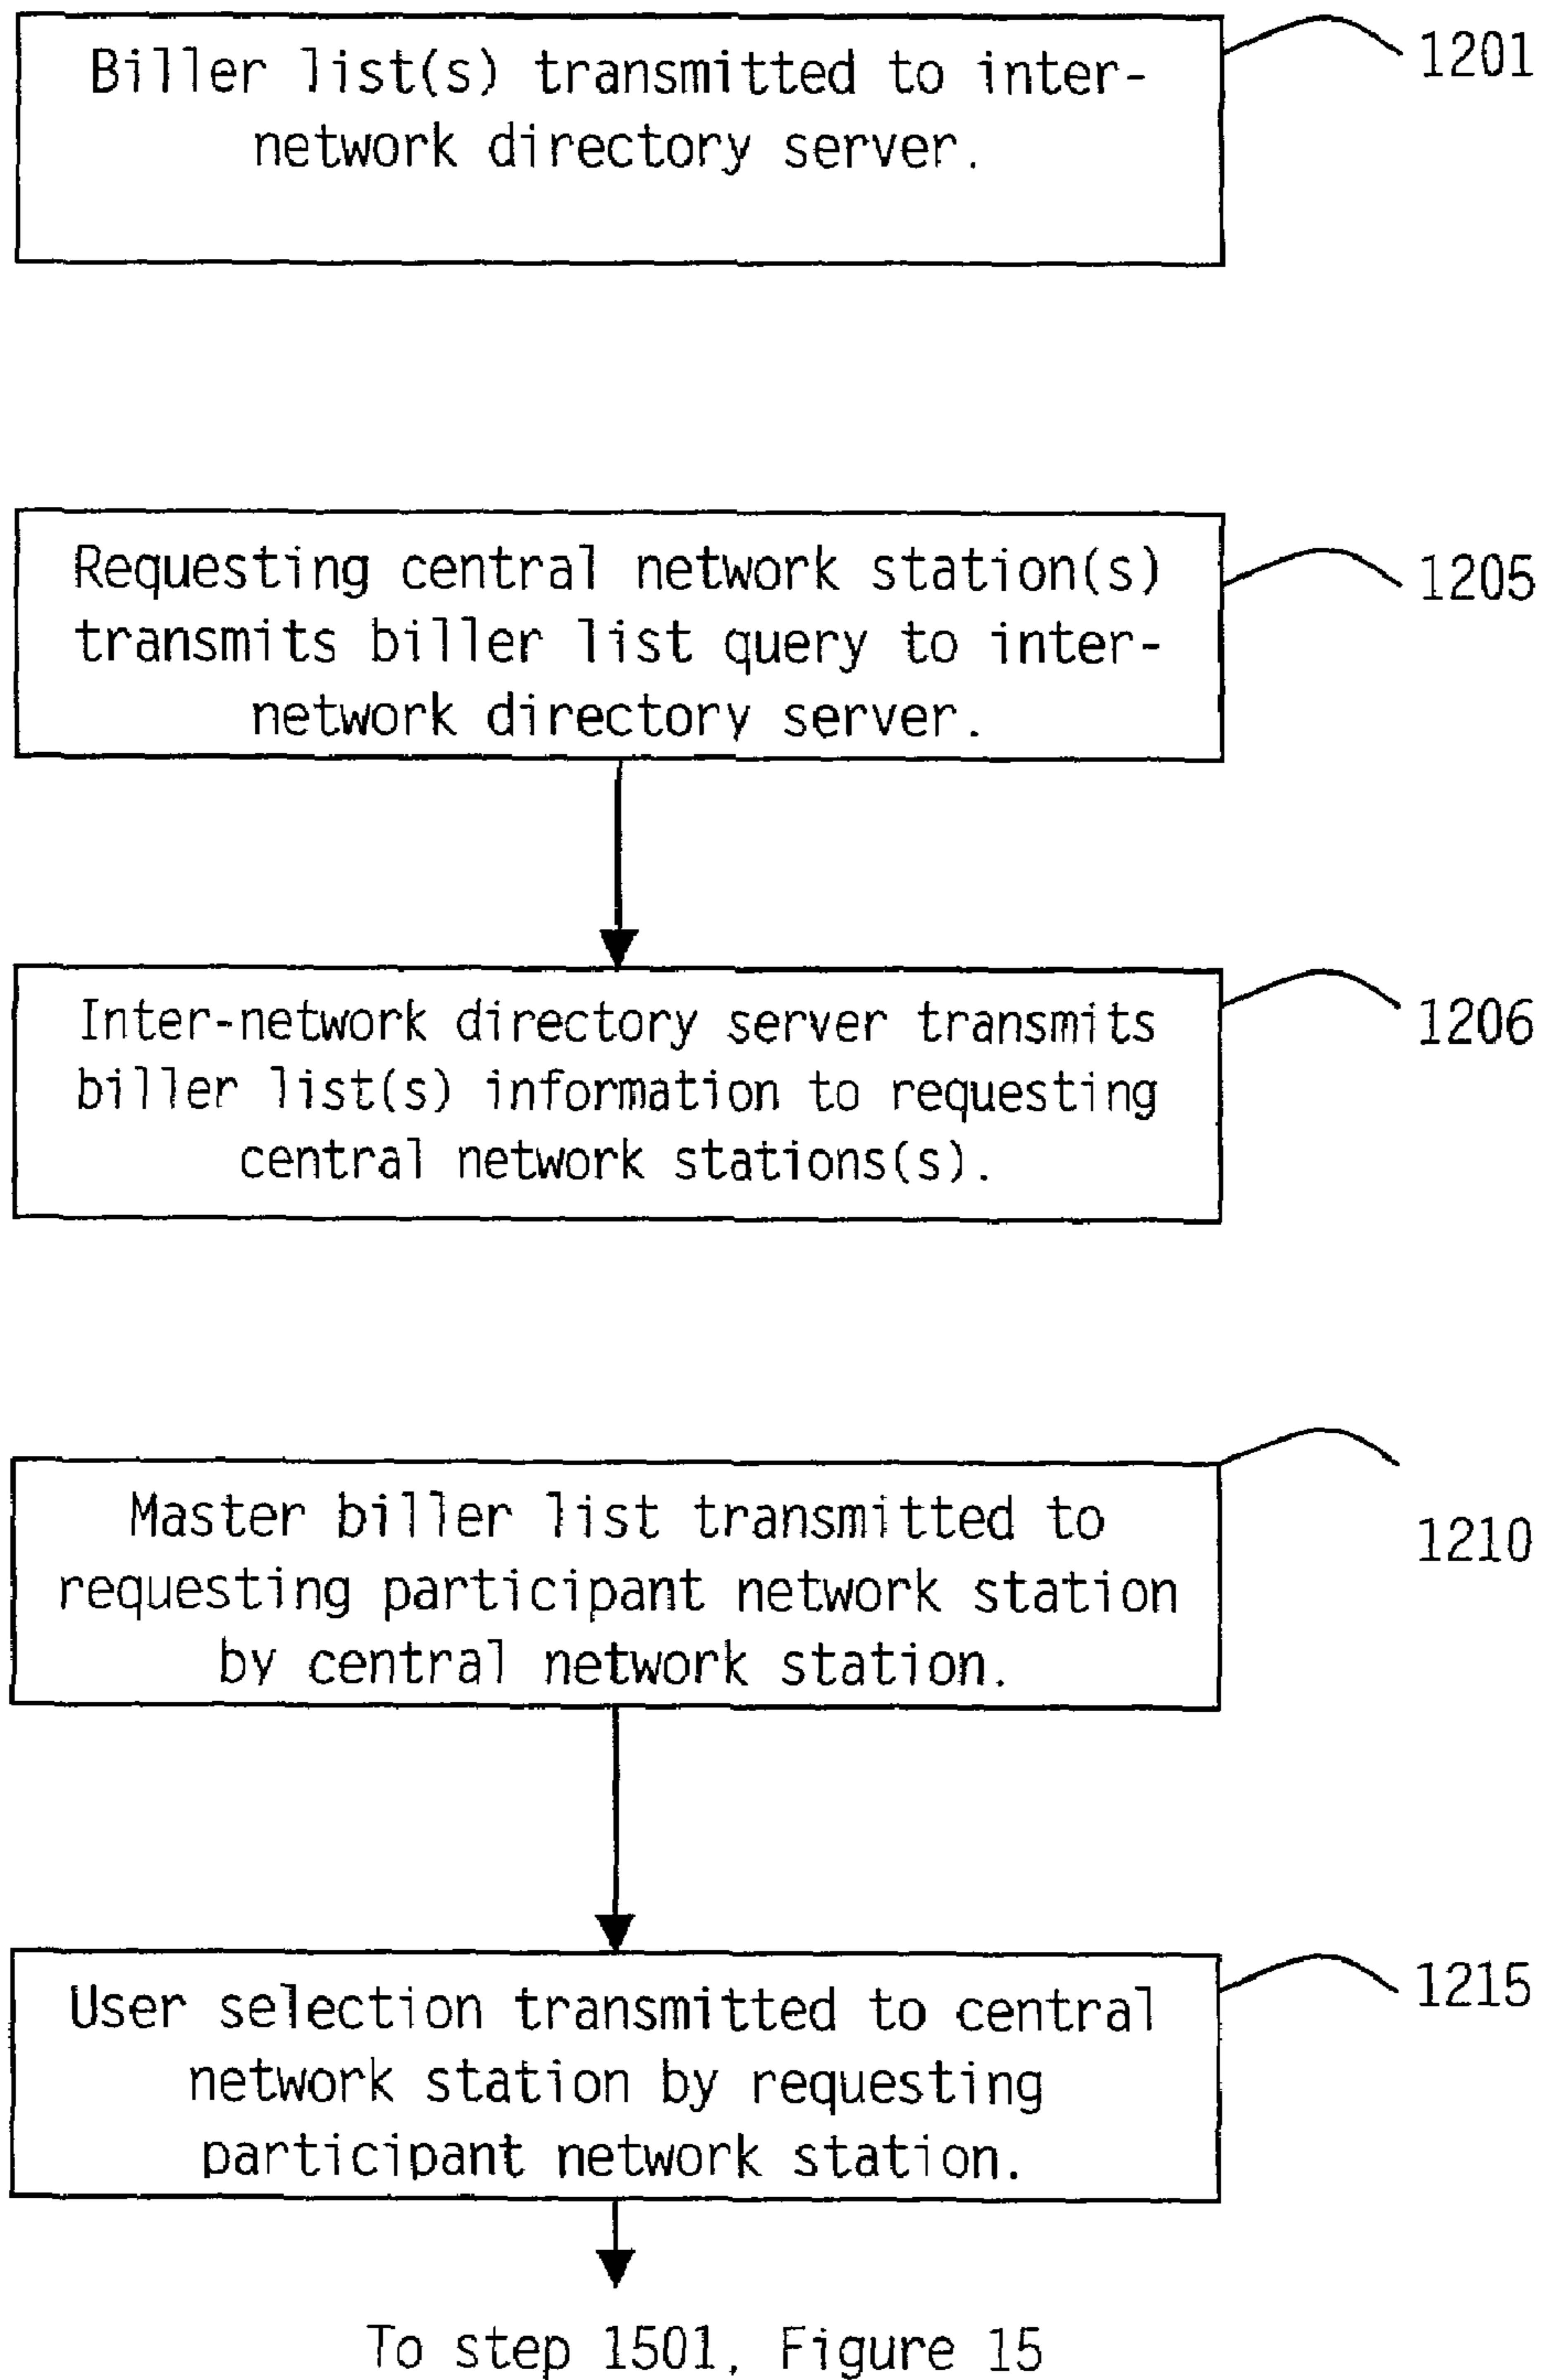 Biller list(s) transmitted to inter-
network directory server.
1201
Requesting central network station(s)
transmits biller list query to inter-
network directory server.
1205
Inter-network directory server transmits
biller list(s) information to requesting
central network stations(s).
1206
Master biller list transmitted to
requesting participant network station
by central network station.
1210
User selection transmitted to central
network station by requesting
participant network station.
1215
To step 1501, Figure 15